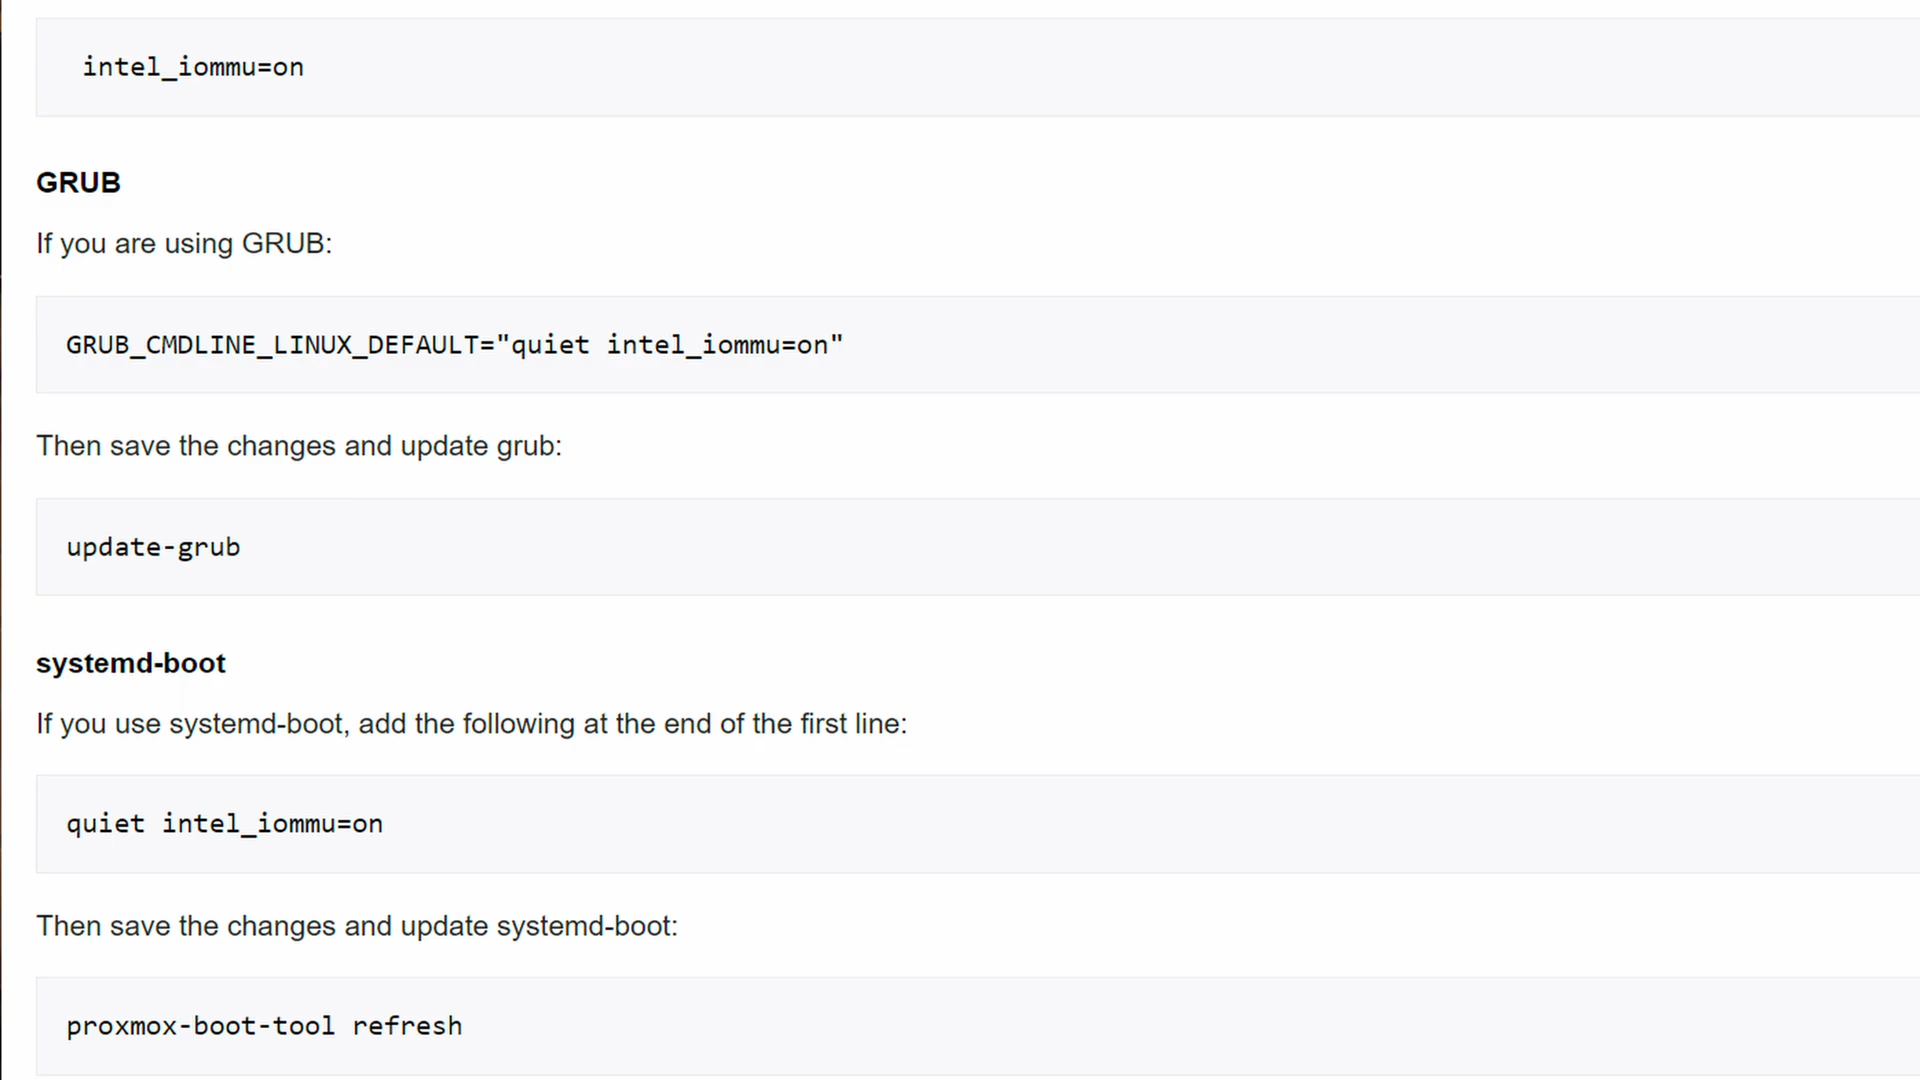 intel_iommu=on
GRUB
If you are using GRUB:
GRUB_CMDLINE_LINUX_DEFAULT="quiet intel_iommu=on"
Then save the changes and update grub:
update-grub
systemd-boot
If you use systemd-boot, add the following at the end of the first line:
quiet intel_iommu=on
Then save the changes and update systemd-boot:
proxmox-boot-tool refresh